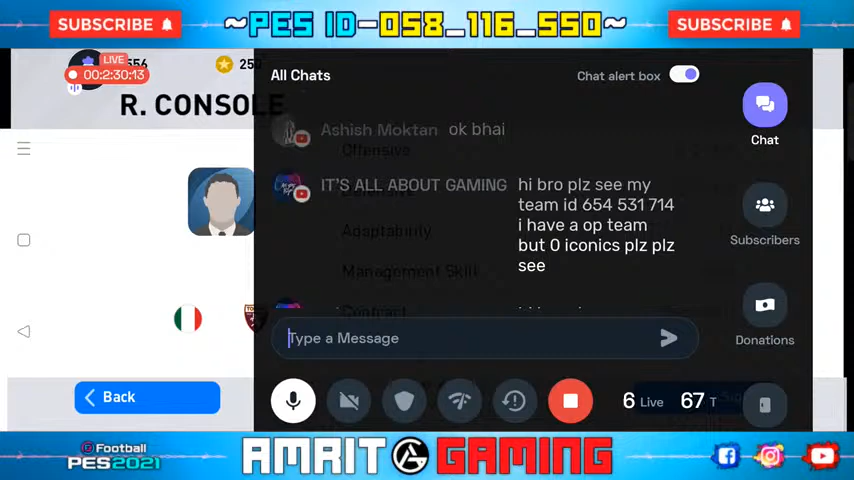 SUBSCRIBE
~PES ID-058_116_550~
SUBSCRIBE
LIVE
556
00:2:30:13
250
R. CONSOLE
All Chats
Chat alert box
Ashish Moktan ok bhai
Offensive
IT'S ALL ABOUT GAMING hi bro plz see my
team id 654 531 714
i have a op team
but 0 iconics plz plz
see
Adaptability
Management Skill
Contract
Chat
Subscribers
Donations
Type a Message
Back
6 Live 67 T
eFootball
PES2021
AMRIT GAMING